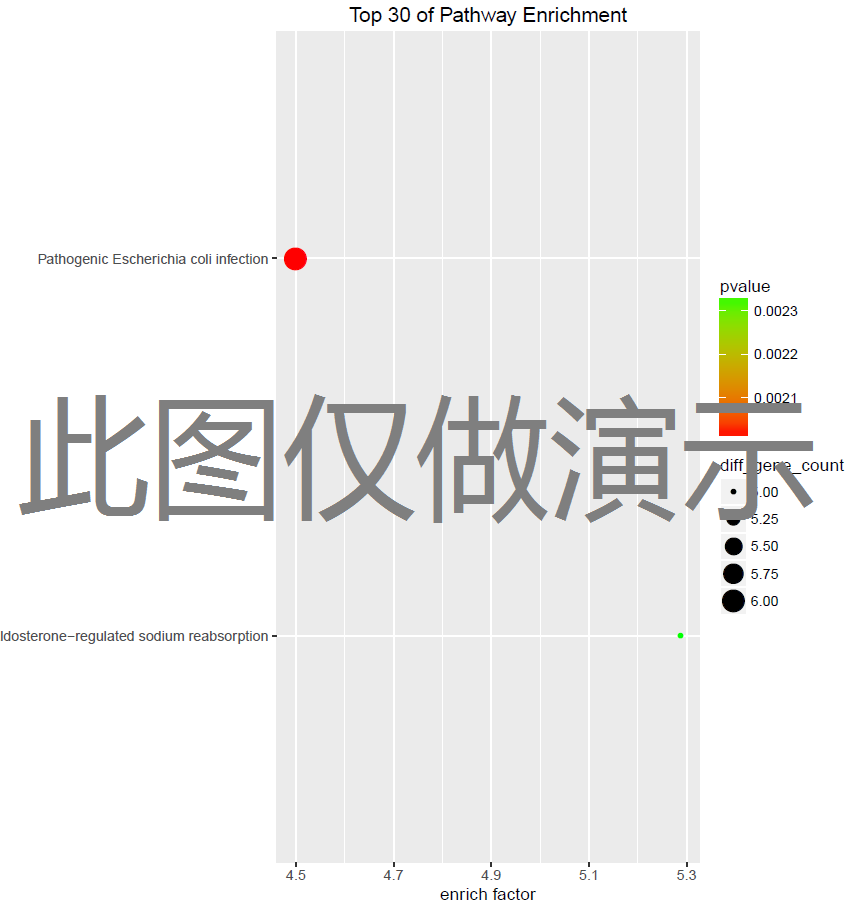 Top 30 of Pathway Enrichment
Pathogenic Escherichia coli infection
ldosterone−regulated sodium reabsorption
4.5 4.7 4.9 5.1 5.3
enrich factor
pvalue
0.0023
0.0022
0.0021
diff_gene_count
5.00
5.25
5.50
5.75
6.00
此图仅做演示